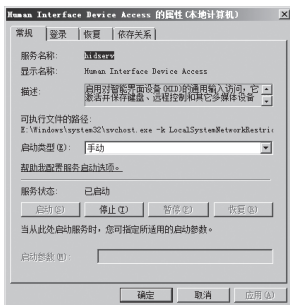 Human Interface Device Access 的属性(本地计算机)
常规 登录 恢复 依存关系
服务名称: hidserv
显示名称: Human Interface Device Access
描述: 启用对智能界面设备(HID)的通用输入访问,它
激活并保存键盘、远程控制和其它多媒体设备
可执行文件的路径:
E:\Windows\system32\svchost.exe -k LocalSystemNetworkRestric
启动类型(E): 手动
帮助我配置服务启动选项。
服务状态: 已启动
启动(S) 停止(T) 暂停(P) 恢复(R)
当从此处启动服务时,您可指定所适用的启动参数。
启动参数(M):
确定 取消 应用(A)